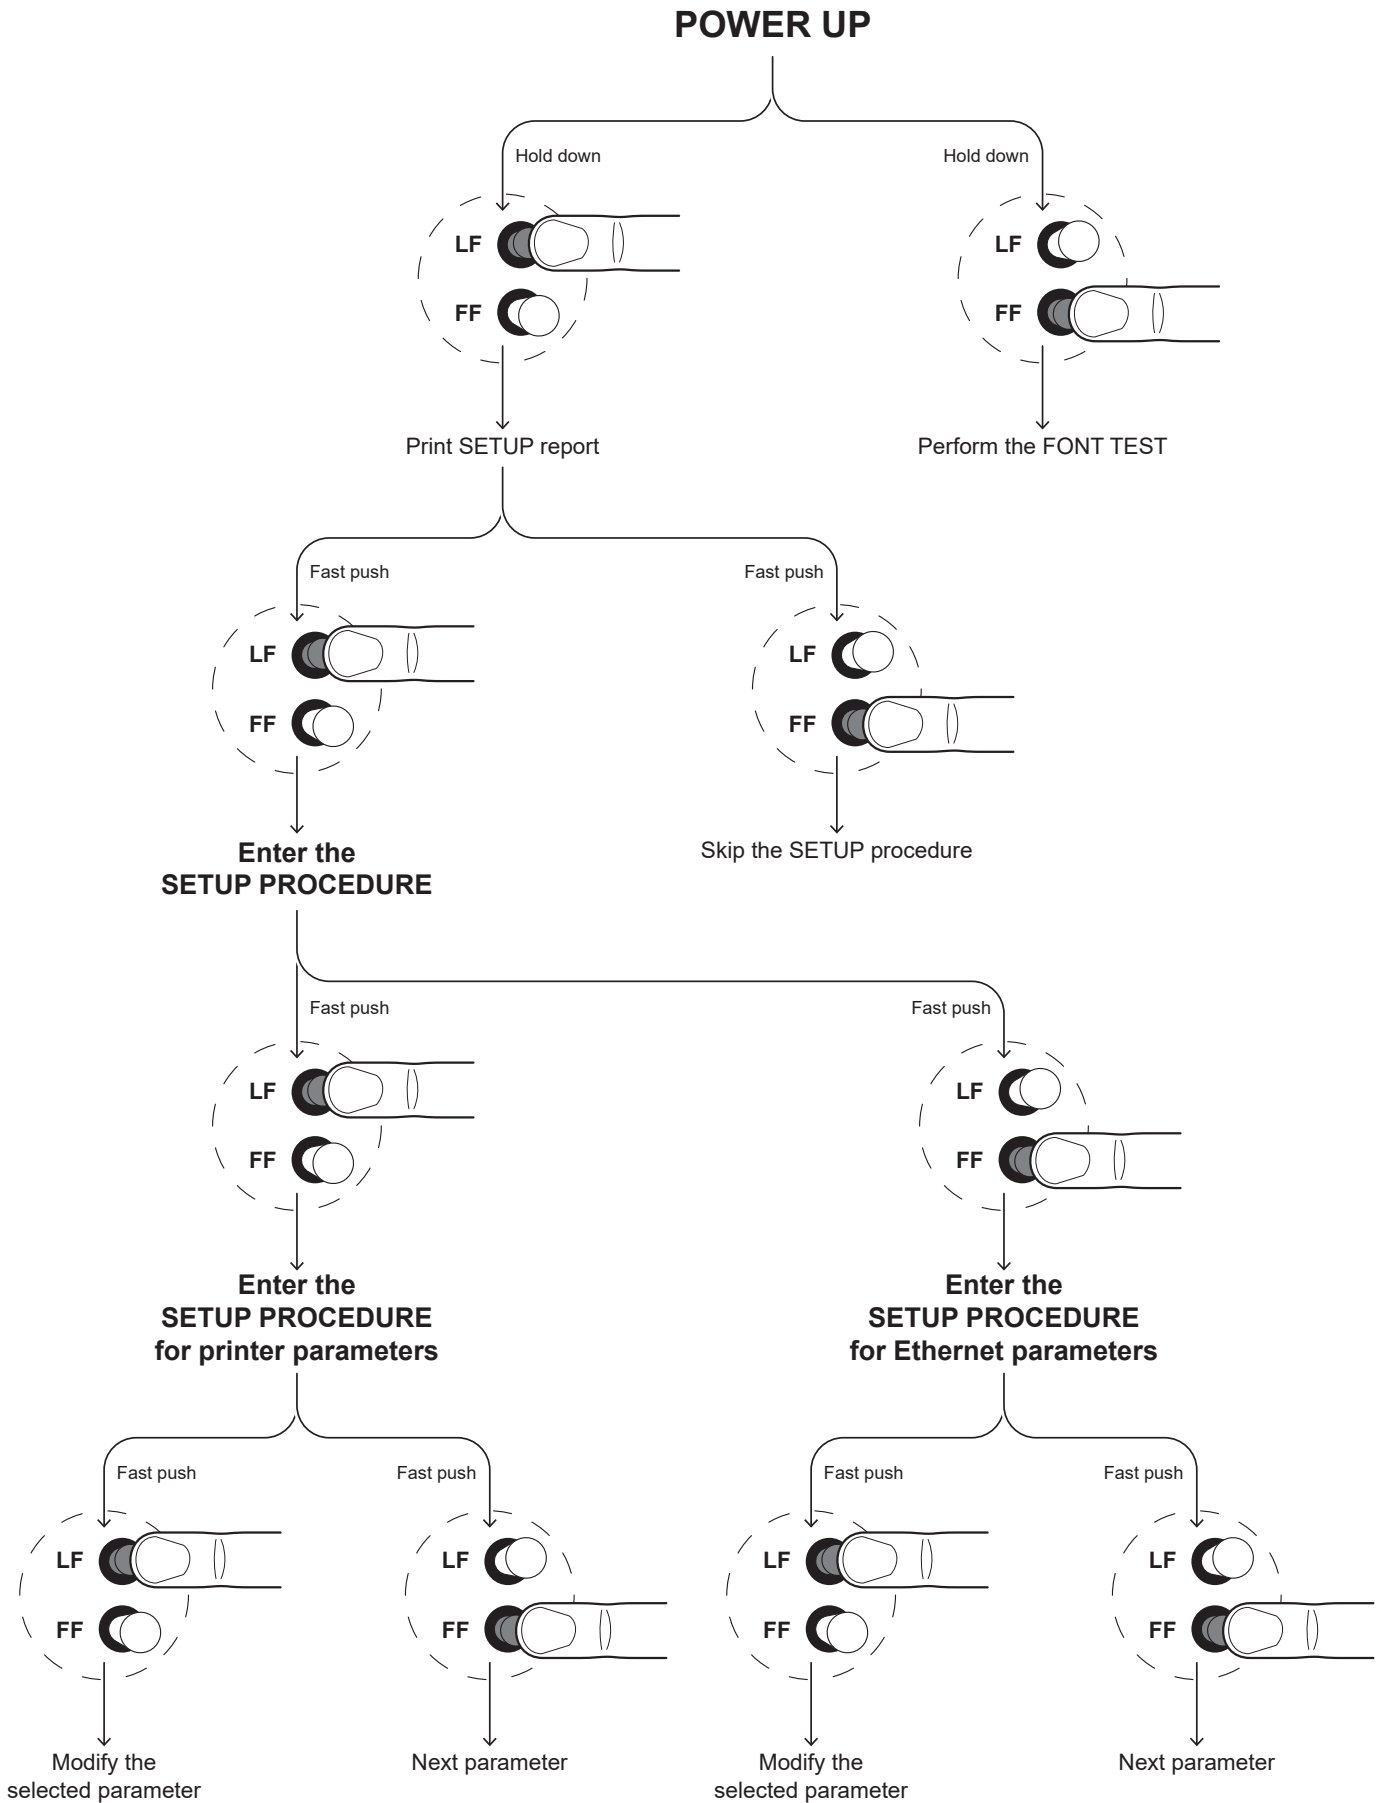 POWER UP
Hold down
Hold down
LF
LF
FF
FF
Print SETUP report
Perform the FONT TEST
Fast push
Fast push
LF
LF
FF
FF
Enter the
SETUP PROCEDURE
Skip the SETUP procedure
Fast push
Fast push
LF
LF
FF
FF
Enter the
SETUP PROCEDURE
for printer parameters
Enter the
SETUP PROCEDURE
for Ethernet parameters
Fast push
Fast push
Fast push
Fast push
LF
LF
LF
LF
FF
FF
FF
FF
Modify the
selected parameter
Next parameter
Modify the
selected parameter
Next parameter